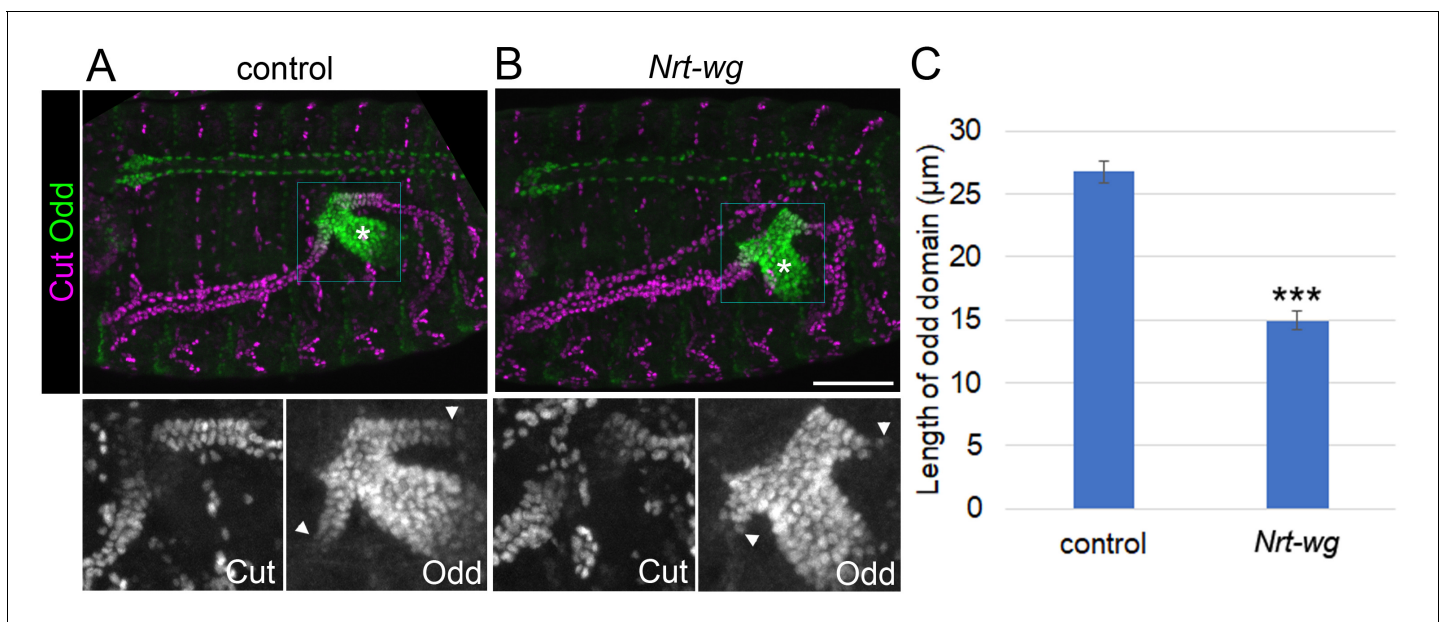 A
control
B
Nrt-wg
C
Cut Odd
*
*
Cut
Odd
Cut
Odd
Length of odd domain (μm)
30
25
20
15
10
5
0
***
control
Nrt-wg